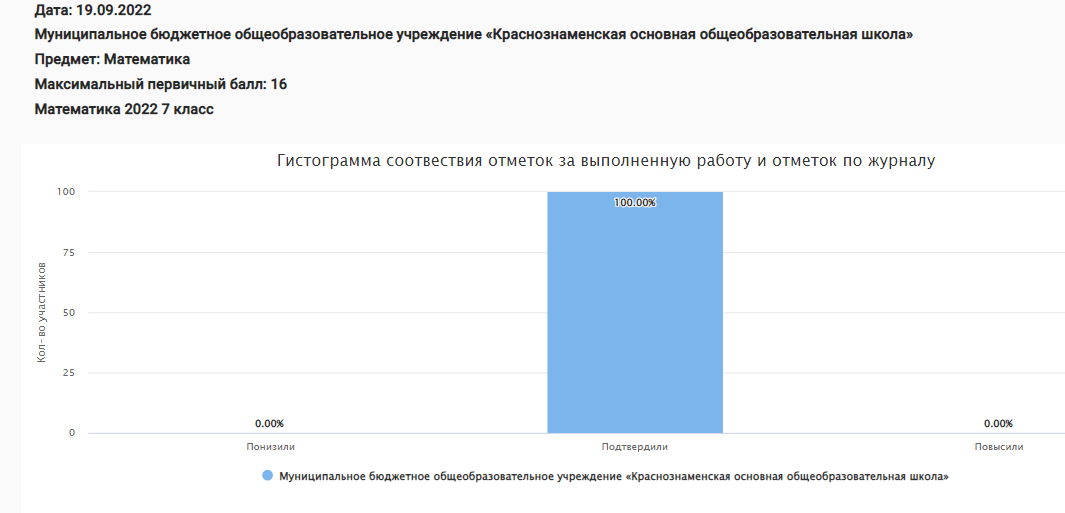 Дата: 19.09.2022
Муниципальное бюджетное общеобразовательное учреждение «Краснознаменская основная общеобразовательная школа»
Предмет: Математика
Максимальный первичный балл: 16
Математика 2022 7 класс
Гистограмма соотвествия отметок за выполненную работу и отметок по журналу
Кол-во участников
100
75
50
25
0
0.00%
100.00%
0.00%
Понизили
Подтвердили
Повысили
Муниципальное бюджетное общеобразовательное учреждение «Краснознаменская основная общеобразовательная школа»